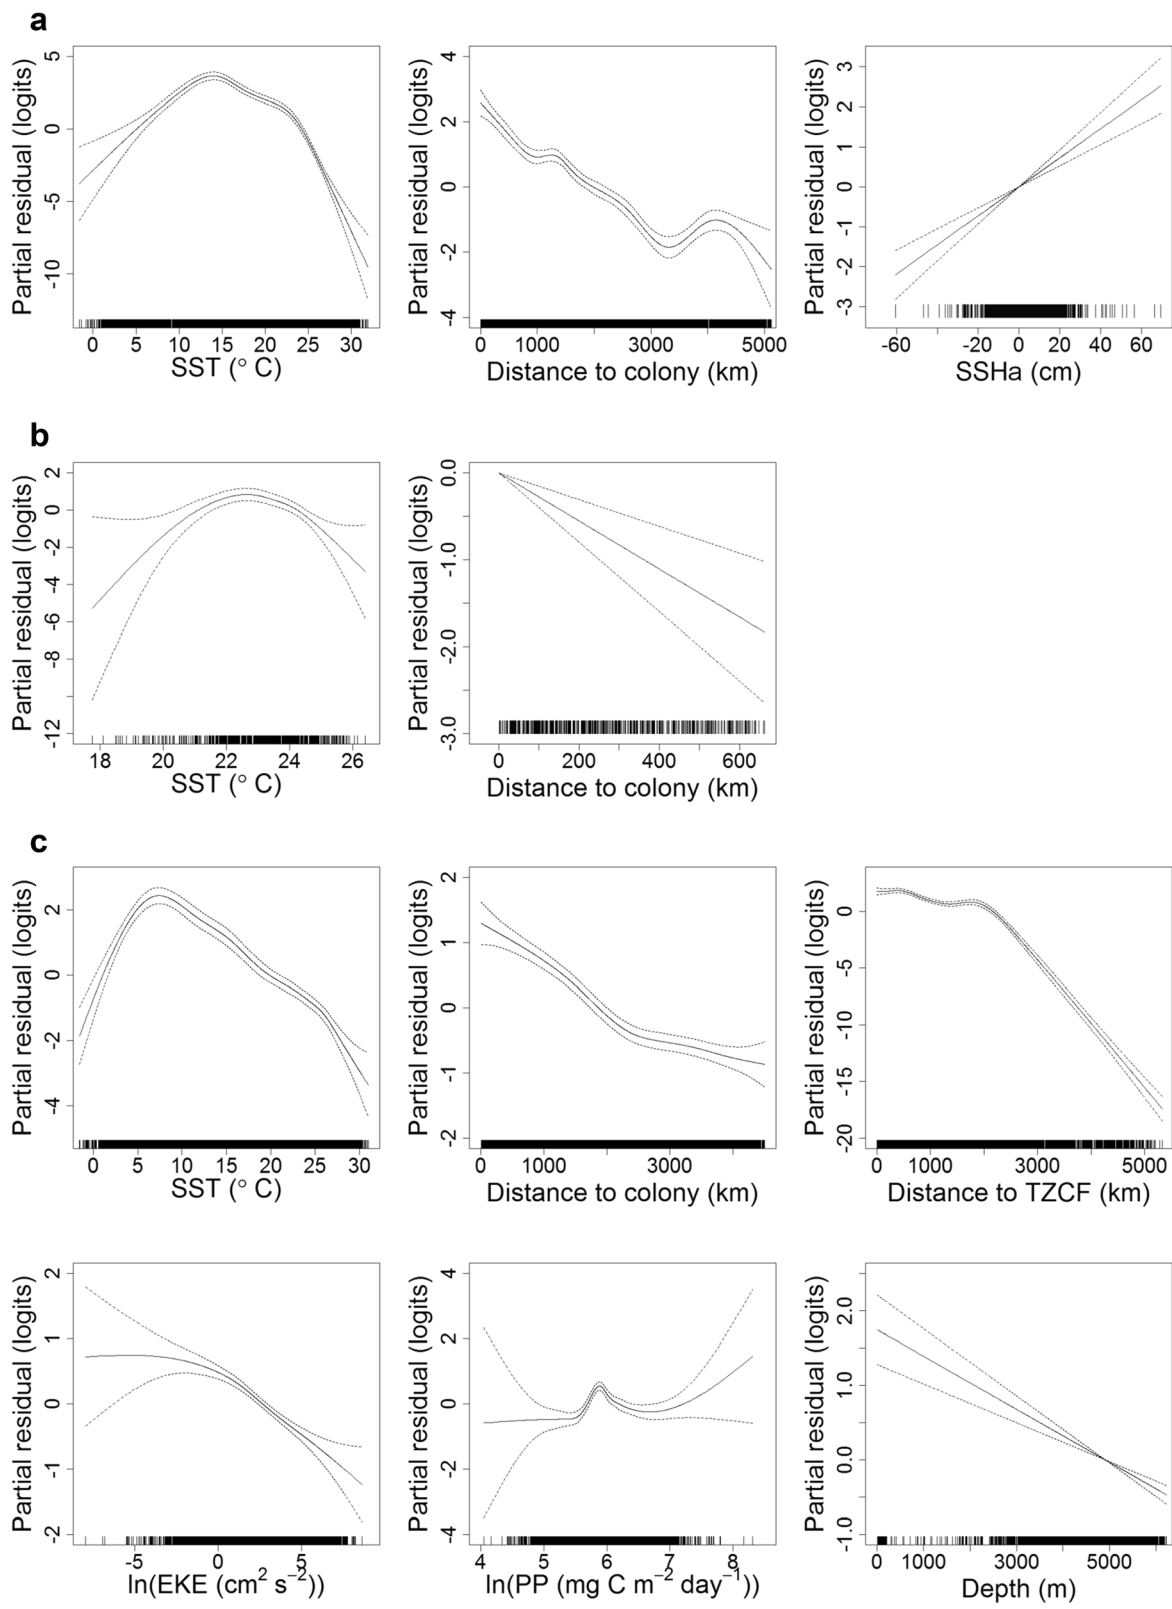 a
Partial residual (logits)
5
0
-5
-10
0 5 10 15 20 25 30
SST (° C)
Partial residual (logits)
4
2
0
-2
-4
0 1000 3000 5000
Distance to colony (km)
Partial residual (logits)
3
2
1
0
-1
-2
-3
-60 -20 0 20 40 60
SSHa (cm)
b
Partial residual (logits)
2
0
-2
-4
-6
-8
-12
18 20 22 24 26
SST (° C)
Partial residual (logits)
0.0
-1.0
-2.0
-3.0
0 200 400 600
Distance to colony (km)
c
Partial residual (logits)
2
0
-2
-4
0 5 10 15 20 25 30
SST (° C)
Partial residual (logits)
2
1
0
-1
-2
0 1000 3000
Distance to colony (km)
Partial residual (logits)
0
-5
-10
-15
-20
0 1000 3000 5000
Distance to TZCF (km)
Partial residual (logits)
2
1
0
-1
-2
-5 0 5
ln(EKE (cm² s⁻²))
Partial residual (logits)
4
2
0
-2
-4
4 5 6 7 8
ln(PP (mg C m⁻² day⁻¹))
Partial residual (logits)
2.0
1.0
0.0
-1.0
0 1000 3000 5000
Depth (m)